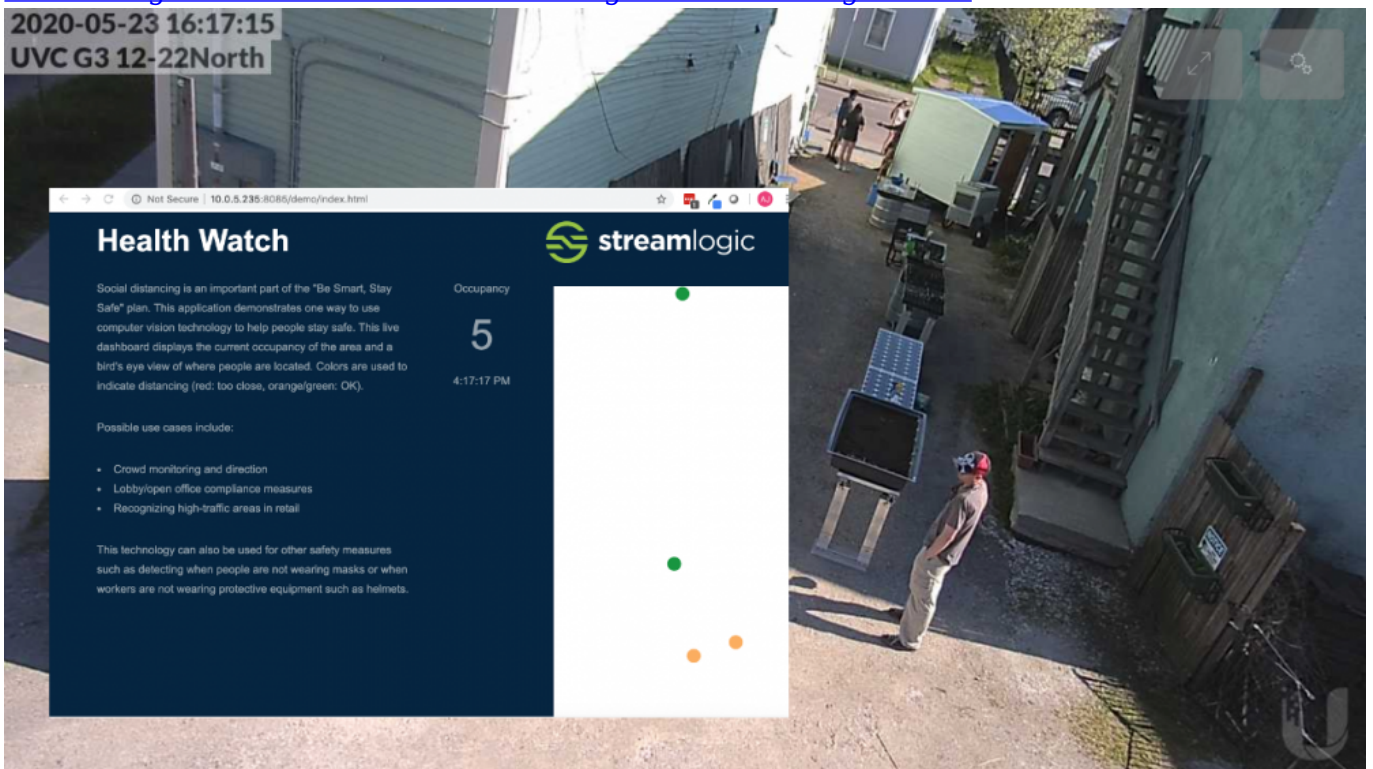 2020-05-23 16:17:15
UVC G3 12-22North
Not Secure | 10.0.5.235:8085/demo/index.html
AJ
Health Watch
streamlogic
Social distancing is an important part of the "Be Smart, Stay
Safe" plan. This application demonstrates one way to use
computer vision technology to help people stay safe. This live
dashboard displays the current occupancy of the area and a
bird's eye view of where people are located. Colors are used to
indicate distancing (red: too close, orange/green: OK).
Occupancy
5
4:17:17 PM
Possible use cases include:
• Crowd monitoring and direction
• Lobby/open office compliance measures
• Recognizing high-traffic areas in retail
This technology can also be used for other safety measures
such as detecting when people are not wearing masks or when
workers are not wearing protective equipment such as helmets.